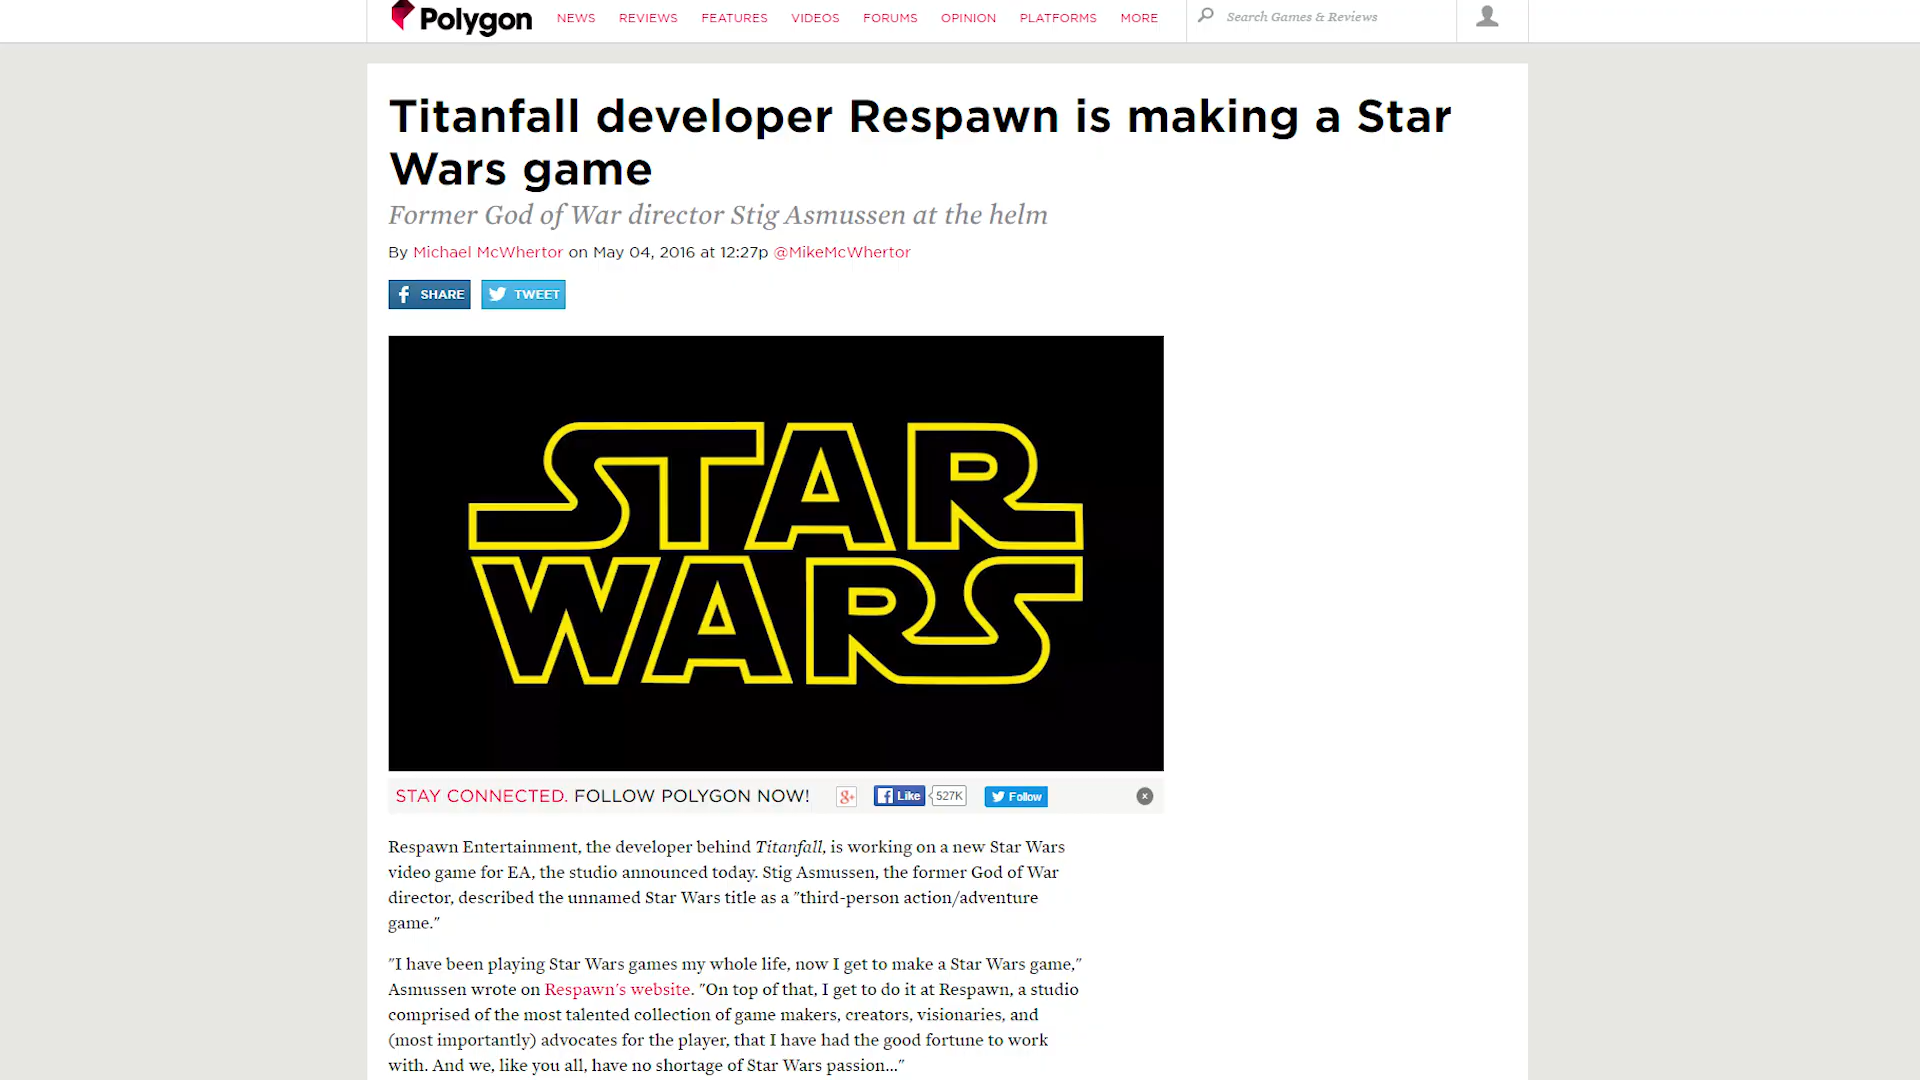 Polygon
NEWS REVIEWS FEATURES VIDEOS FORUMS OPINION PLATFORMS MORE
Search Games & Reviews
Titanfall developer Respawn is making a Star
Wars game
Former God of War director Stig Asmussen at the helm
By Michael McWhertor on May 04, 2016 at 12:27p @MikeMcWhertor
SHARE TWEET
STAR
WARS
STAY CONNECTED. FOLLOW POLYGON NOW! g+ Like 527K Follow
Respawn Entertainment, the developer behind Titanfall, is working on a new Star Wars
video game for EA, the studio announced today. Stig Asmussen, the former God of War
director, described the unnamed Star Wars title as a "third-person action/adventure
game."
"I have been playing Star Wars games my whole life, now I get to make a Star Wars game,"
Asmussen wrote on Respawn's website. "On top of that, I get to do it at Respawn, a studio
comprised of the most talented collection of game makers, creators, visionaries, and
(most importantly) advocates for the player, that I have had the good fortune to work
with. And we, like you all, have no shortage of Star Wars passion..."